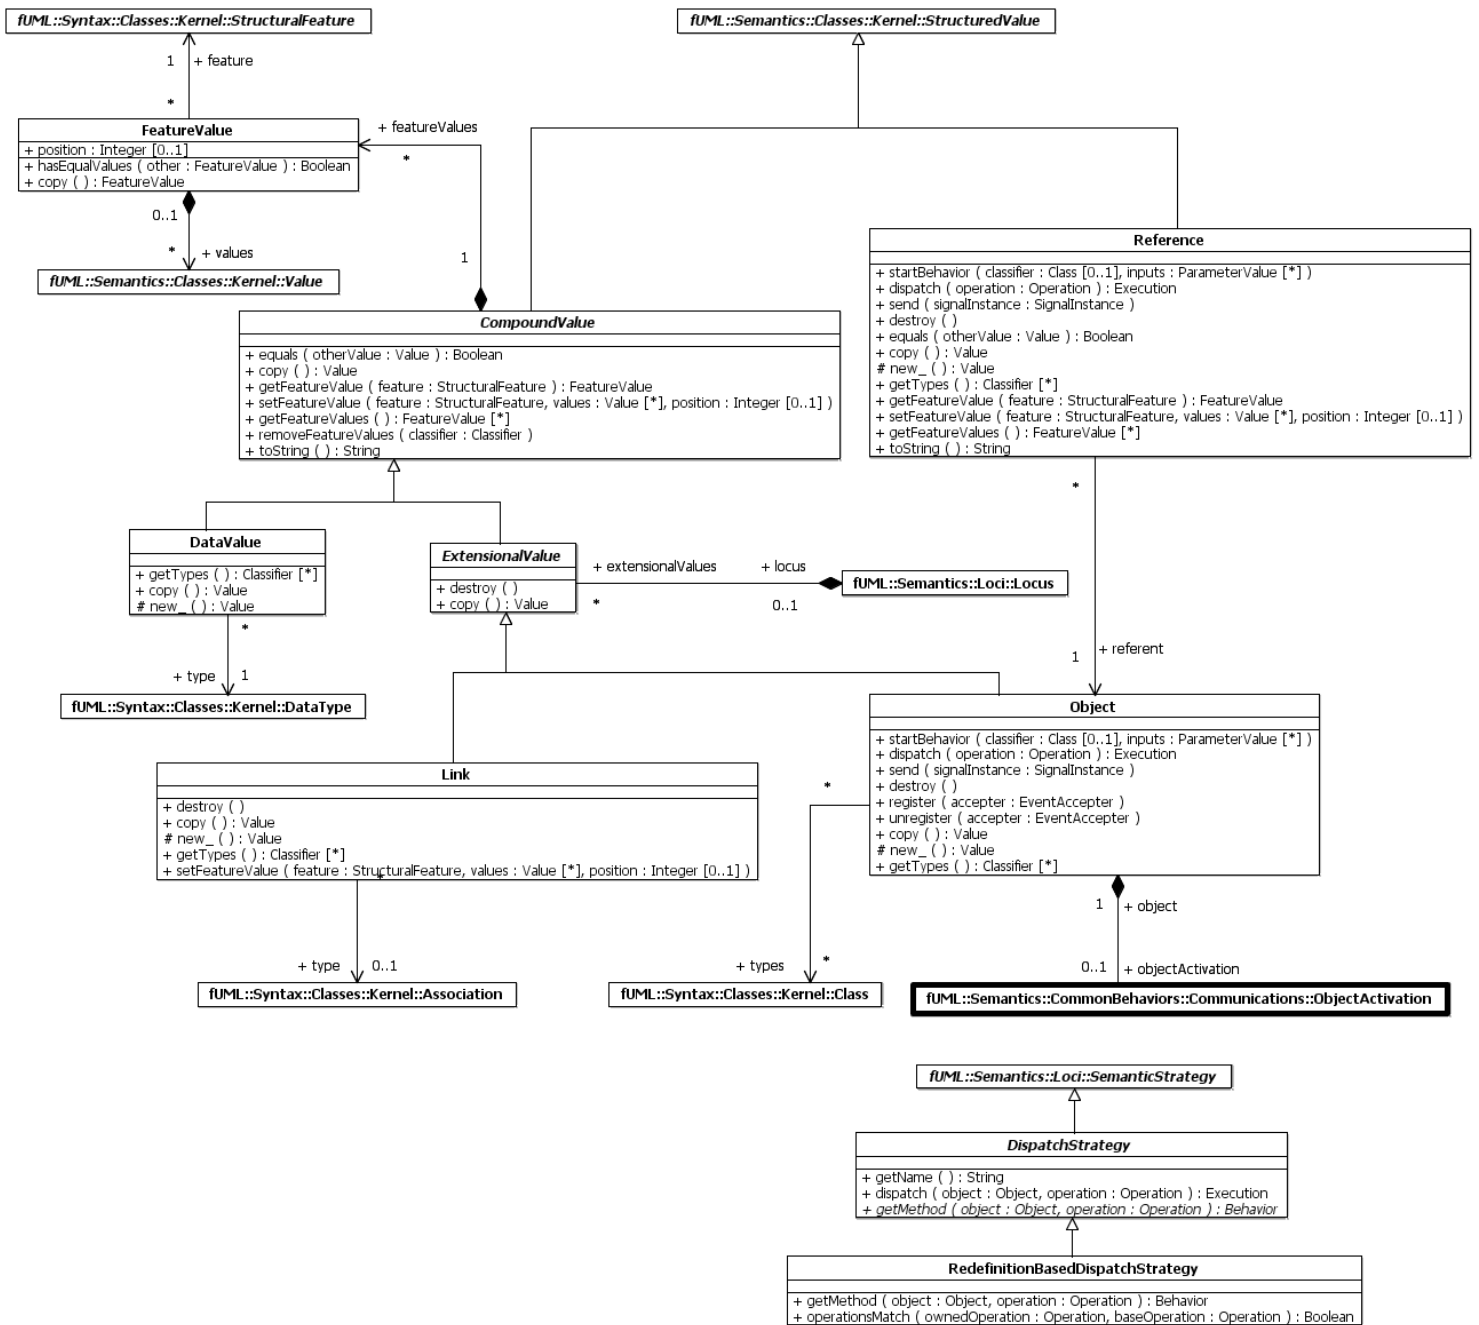 fUML::Syntax::Classes::Kernel::StructuralFeature
fUML::Semantics::Classes::Kernel::StructuredValue
1
+ feature
*
FeatureValue
+ position : Integer [0..1]
+ hasEqualValues ( other : FeatureValue ) : Boolean
+ copy ( ) : FeatureValue
+ featureValues
*
0..1
*
+ values
fUML::Semantics::Classes::Kernel::Value
1
Reference
+ startBehavior ( classifier : Class [0..1], inputs : ParameterValue [*] )
+ dispatch ( operation : Operation ) : Execution
+ send ( signalInstance : SignalInstance )
+ destroy ( )
+ equals ( otherValue : Value ) : Boolean
+ copy ( ) : Value
# new_ ( ) : Value
+ getTypes ( ) : Classifier [*]
+ getFeatureValue ( feature : StructuralFeature ) : FeatureValue
+ setFeatureValue ( feature : StructuralFeature, values : Value [*], position : Integer [0..1] )
+ getFeatureValues ( ) : FeatureValue [*]
+ toString ( ) : String
CompoundValue
+ equals ( otherValue : Value ) : Boolean
+ copy ( ) : Value
+ getFeatureValue ( feature : StructuralFeature ) : FeatureValue
+ setFeatureValue ( feature : StructuralFeature, values : Value [*], position : Integer [0..1] )
+ getFeatureValues ( ) : FeatureValue [*]
+ removeFeatureValues ( classifier : Classifier )
+ toString ( ) : String
*
DataValue
+ getTypes ( ) : Classifier [*]
+ copy ( ) : Value
# new_ ( ) : Value
ExtensionalValue
+ destroy ( )
+ copy ( ) : Value
+ extensionalValues
+ locus
*
0..1
fUML::Semantics::Loci::Locus
*
+ type
1
fUML::Syntax::Classes::Kernel::DataType
1
+ referent
Object
+ startBehavior ( classifier : Class [0..1], inputs : ParameterValue [*] )
+ dispatch ( operation : Operation ) : Execution
+ send ( signalInstance : SignalInstance )
+ destroy ( )
+ register ( accepter : EventAccepter )
+ unregister ( accepter : EventAccepter )
+ copy ( ) : Value
# new_ ( ) : Value
+ getTypes ( ) : Classifier [*]
Link
+ destroy ( )
+ copy ( ) : Value
# new_ ( ) : Value
+ getTypes ( ) : Classifier [*]
+ setFeatureValue ( feature : StructuralFeature, values : Value [*], position : Integer [0..1] )
*
*
1
+ object
+ type
0..1
+ types
*
0..1
+ objectActivation
fUML::Syntax::Classes::Kernel::Association
fUML::Syntax::Classes::Kernel::Class
fUML::Semantics::CommonBehaviors::Communications::ObjectActivation
fUML::Semantics::Loci::SemanticStrategy
DispatchStrategy
+ getName ( ) : String
+ dispatch ( object : Object, operation : Operation ) : Execution
+ getMethod ( object : Object, operation : Operation ) : Behavior
RedefinitionBasedDispatchStrategy
+ getMethod ( object : Object, operation : Operation ) : Behavior
+ operationsMatch ( ownedOperation : Operation, baseOperation : Operation ) : Boolean